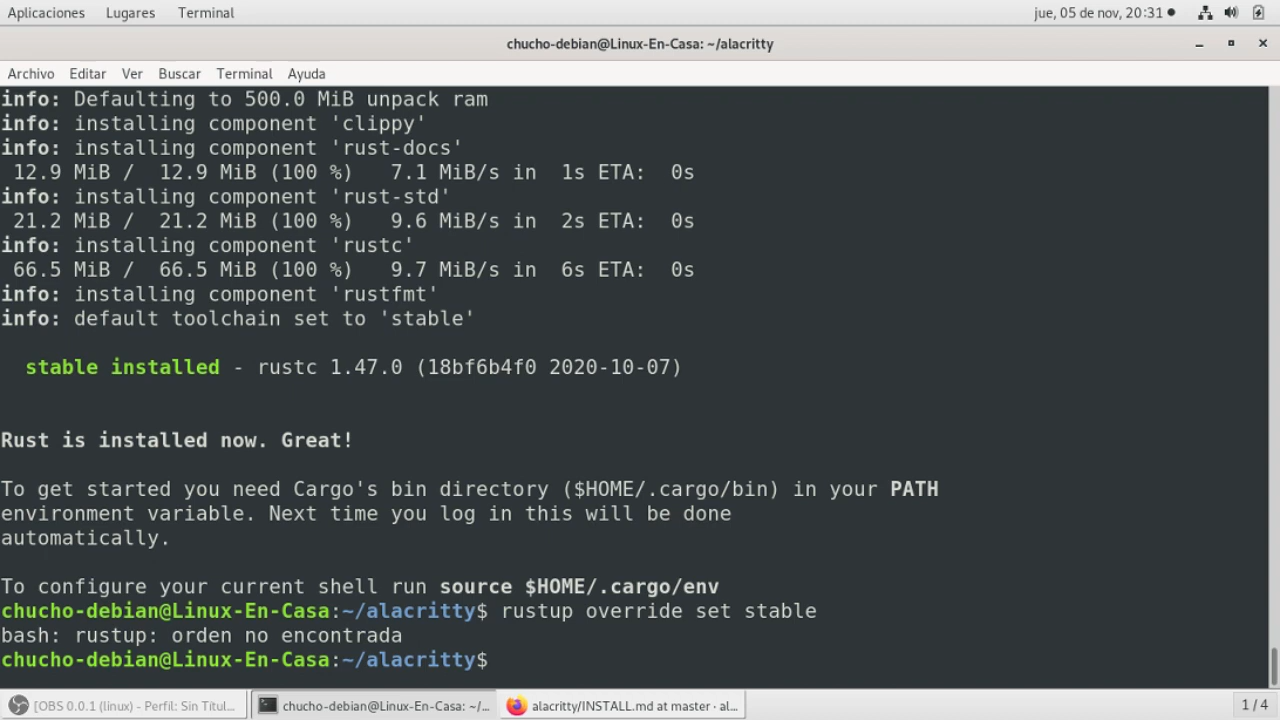 Aplicaciones Lugares Terminal jue, 05 de nov, 20:31
chucho-debian@Linux-En-Casa: ~/alacritty
Archivo Editar Ver Buscar Terminal Ayuda
info: Defaulting to 500.0 MiB unpack ram
info: installing component 'clippy'
info: installing component 'rust-docs'
12.9 MiB / 12.9 MiB (100 %) 7.1 MiB/s in 1s ETA: 0s
info: installing component 'rust-std'
21.2 MiB / 21.2 MiB (100 %) 9.6 MiB/s in 2s ETA: 0s
info: installing component 'rustc'
66.5 MiB / 66.5 MiB (100 %) 9.7 MiB/s in 6s ETA: 0s
info: installing component 'rustfmt'
info: default toolchain set to 'stable'
stable installed - rustc 1.47.0 (18bf6b4f0 2020-10-07)
Rust is installed now. Great!
To get started you need Cargo's bin directory ($HOME/.cargo/bin) in your PATH
environment variable. Next time you log in this will be done
automatically.
To configure your current shell run source $HOME/.cargo/env
chucho-debian@Linux-En-Casa:~/alacritty$ rustup override set stable
bash: rustup: orden no encontrada
chucho-debian@Linux-En-Casa:~/alacritty$
[OBS 0.0.1 (linux) - Perfil: Sin Títul... chucho-debian@Linux-En-Casa: ~/... alacritty/INSTALL.md at master · al... 1 / 4